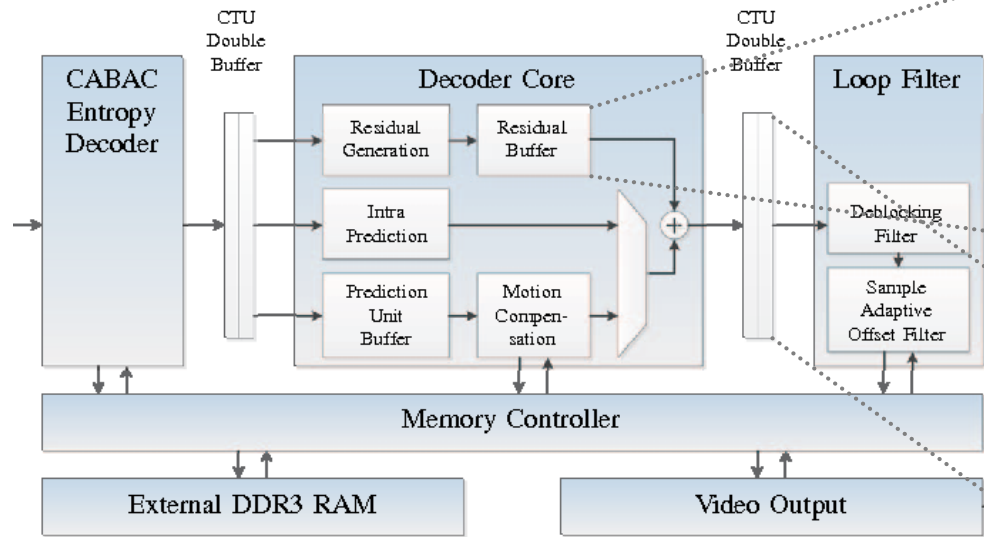 CTU
Double
Buffer
CTU
Double
Buffer
CABAC
Entropy
Decoder
Decoder Core
Loop Filter
Residual
Generation
Residual
Buffer
Intra
Prediction
Deblocking
Filter
Prediction
Unit
Buffer
Motion
Compen-
sation
Sample
Adaptive
Offset Filter
Memory Controller
External DDR3 RAM
Video Output